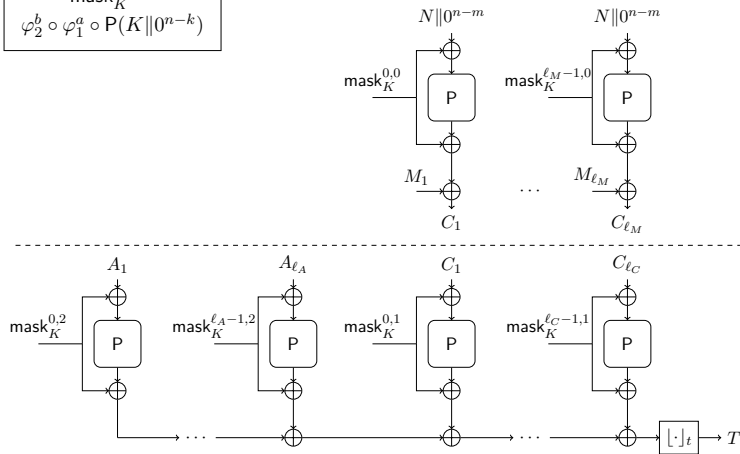 mask_K
φ_2^b ∘ φ_1^a ∘ P(K‖0^{n−k})
N‖0^{n−m} N‖0^{n−m}
mask_K^{0,0} P mask_K^{ℓ_M−1,0} P
M_1 ⋯ M_{ℓ_M}
C_1 C_{ℓ_M}
A_1 A_{ℓ_A} C_1 C_{ℓ_C}
mask_K^{0,2} P mask_K^{ℓ_A−1,2} P mask_K^{0,1} P mask_K^{ℓ_C−1,1} P
⋯ ⋯ ⌊·⌋_t T